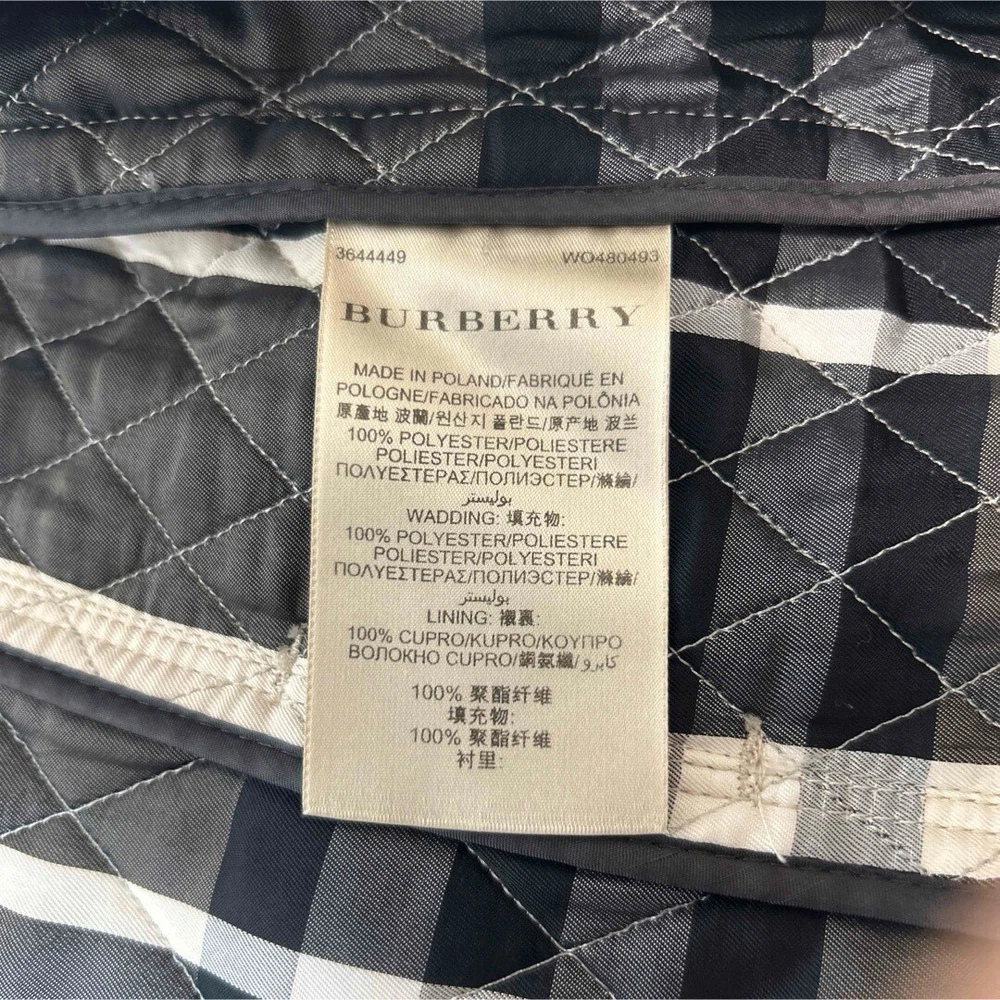 3644449 WO480493
BURBERRY
MADE IN POLAND/FABRIQUÉ EN
POLOGNE/FABRICADO NA POLÔNIA
原產地 波蘭/원산지 폴란드/原产地 波兰
100% POLYESTER/POLIESTERE
POLIESTER/POLYESTERI
ΠΟΛΥΕΣΤΕΡΑΣ/ПОЛИЭСТЕР/滌綸/
بوليستر
WADDING: 填充物:
100% POLYESTER/POLIESTERE
POLIESTER/POLYESTERI
ΠΟΛΥΕΣΤΕΡΑΣ/ПОЛИЭСТЕР/滌綸/
بوليستر
LINING: 襯裏:
100% CUPRO/KUPRO/ΚΟΥΠΡΟ
ВОЛОКНО CUPRO/銅氨纖/كابرو
100% 聚酯纤维
填充物:
100% 聚酯纤维
衬里: